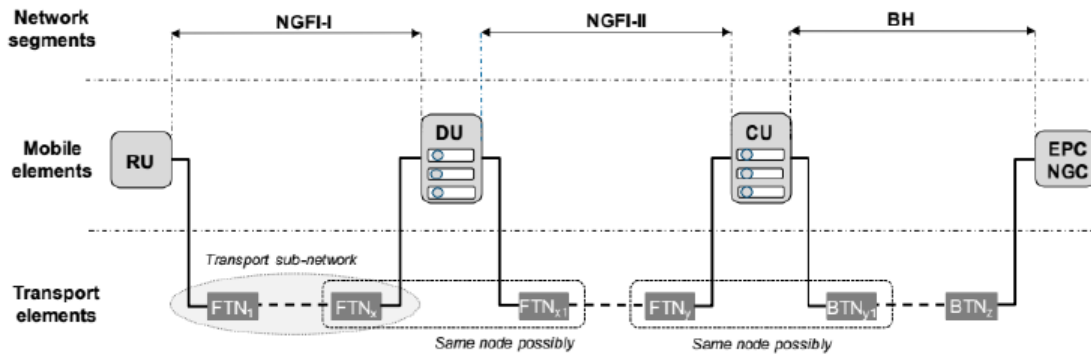 Network
segments
NGFI-I
NGFI-II
BH
Mobile
elements
RU
DU
CU
EPC
NGC
Transport
elements
Transport sub-network
FTN₁
FTNₓ
FTNₓ₁
FTNy
BTNy1
BTNz
Same node possibly
Same node possibly